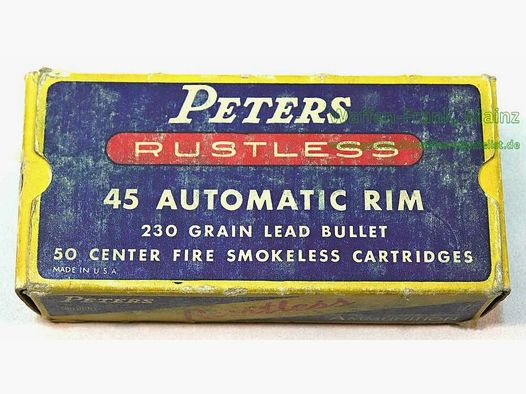 PETERS
RUSTLESS
45 AUTOMATIC RIM
230 GRAIN LEAD BULLET
50 CENTER FIRE SMOKELESS CARTRIDGES
MADE IN U.S.A
PETERS
Rustless